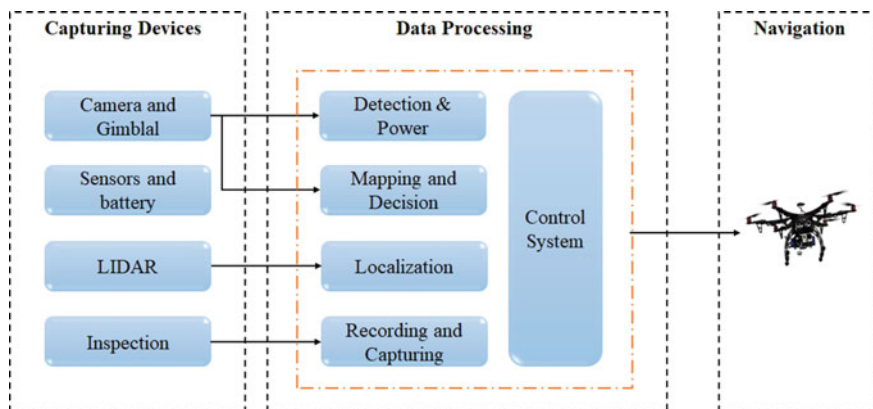 Capturing Devices
Camera and
Gimblal
Sensors and
battery
LIDAR
Inspection
Data Processing
Detection &
Power
Mapping and
Decision
Localization
Recording and
Capturing
Control
System
Navigation